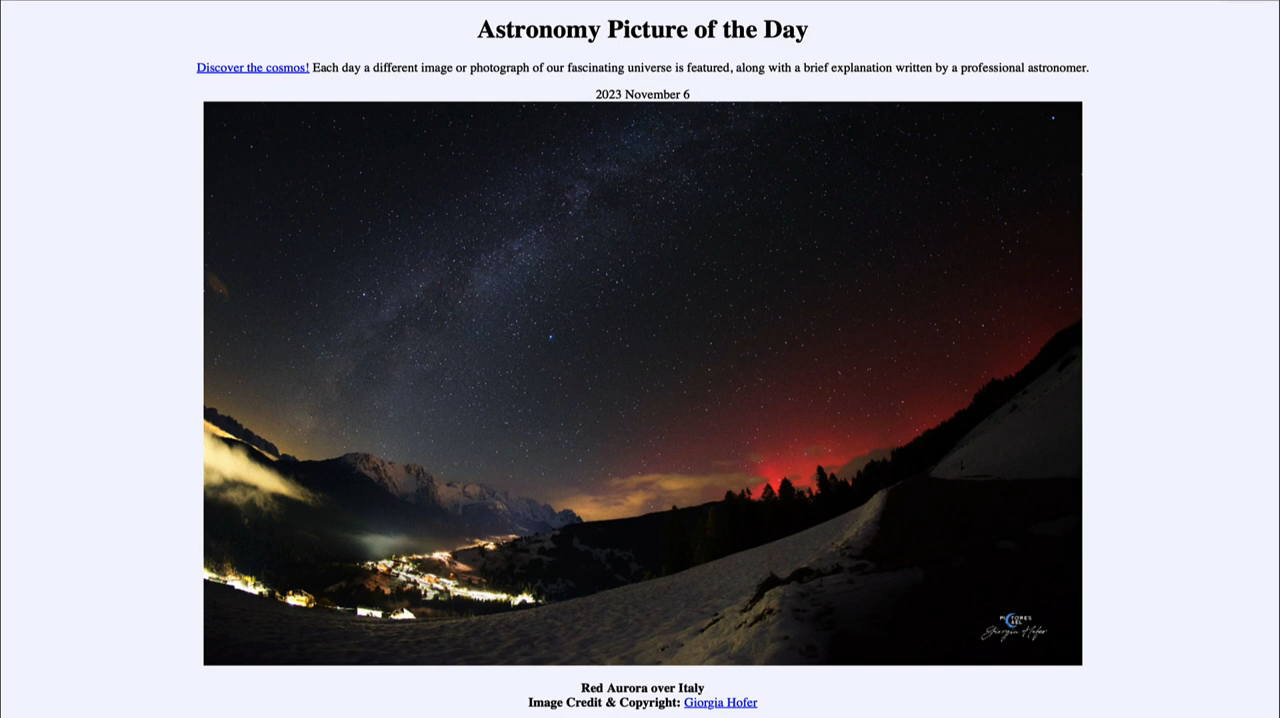 Astronomy Picture of the Day
Discover the cosmos! Each day a different image or photograph of our fascinating universe is featured, along with a brief explanation written by a professional astronomer.
2023 November 6
Giorgia Hofer
Red Aurora over Italy
Image Credit & Copyright: Giorgia Hofer